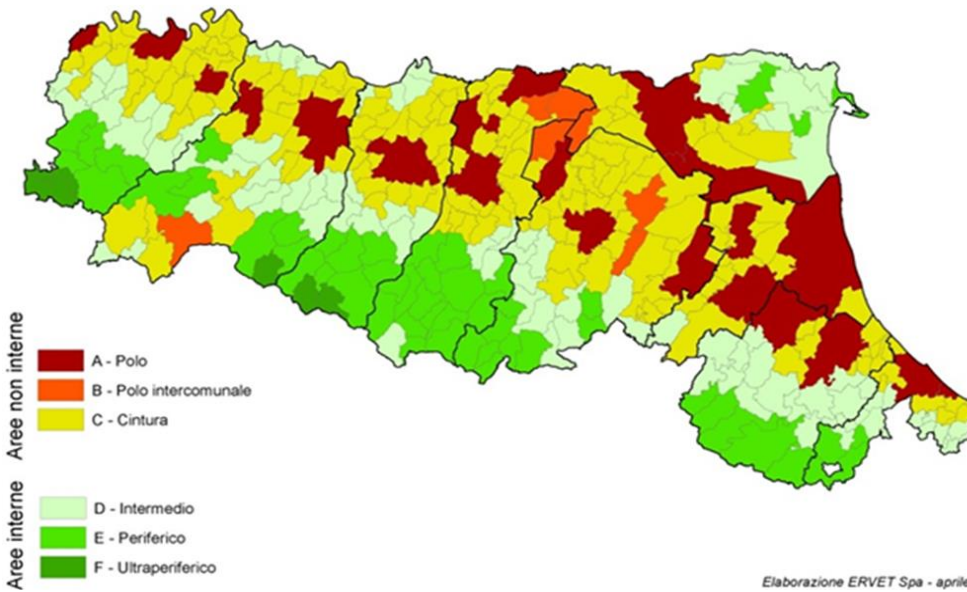 Aree non interne
A - Polo
B - Polo intercomunale
C - Cintura
Aree interne
D - Intermedio
E - Periferico
F - Ultraperiferico
Elaborazione ERVET Spa - aprile